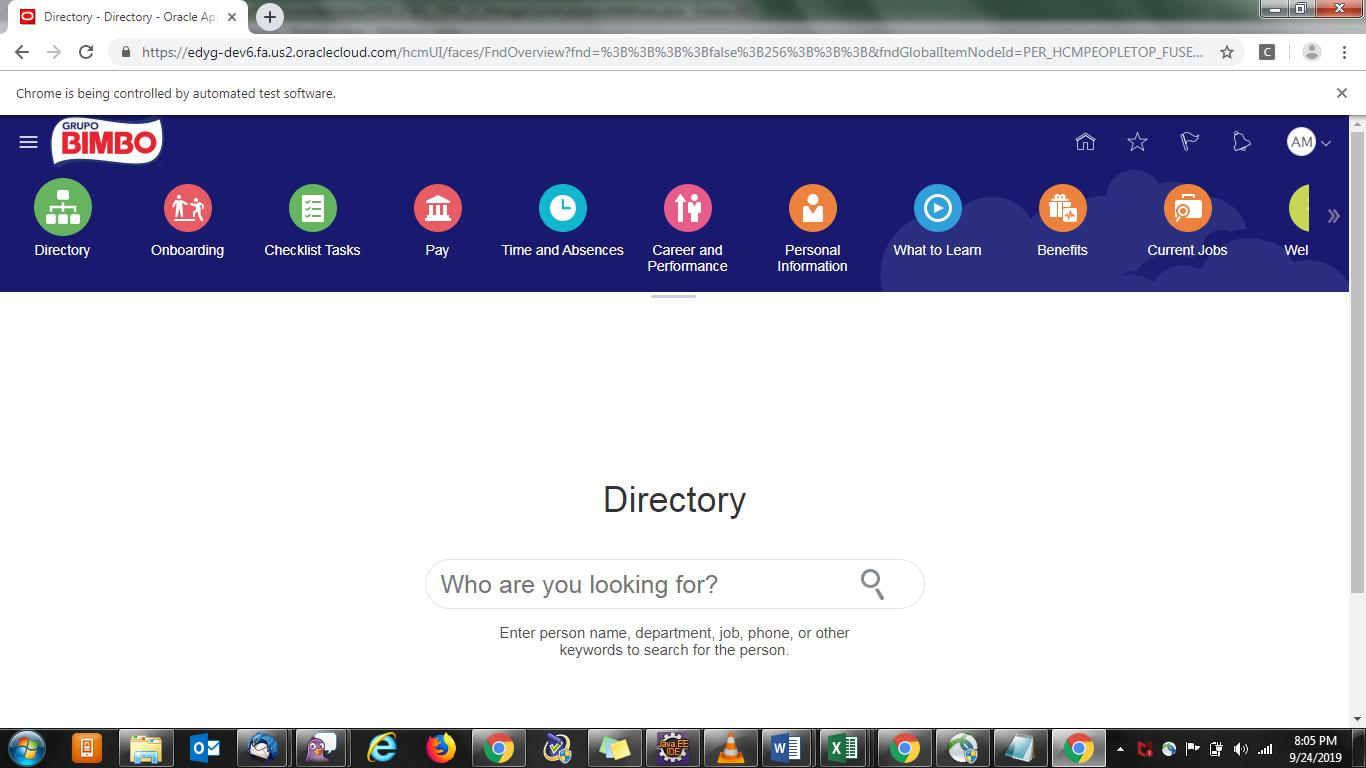 Directory - Directory - Oracle Ap
https://edyg-dev6.fa.us2.oraclecloud.com/hcmUI/faces/FndOverview?fnd=%3B%3B%3B%3Bfalse%3B256%3B%3B%3B&fndGlobalItemNodeId=PER_HCMPEOPLETOP_FUSE...
C
Chrome is being controlled by automated test software.
GRUPO
BIMBO
AM
Directory
Onboarding
Checklist Tasks
Pay
Time and Absences
Career and
Performance
Personal
Information
What to Learn
Benefits
Current Jobs
Wel
Directory
Who are you looking for?
Enter person name, department, job, phone, or other
keywords to search for the person.
Java EE
IDE
8:05 PM
9/24/2019